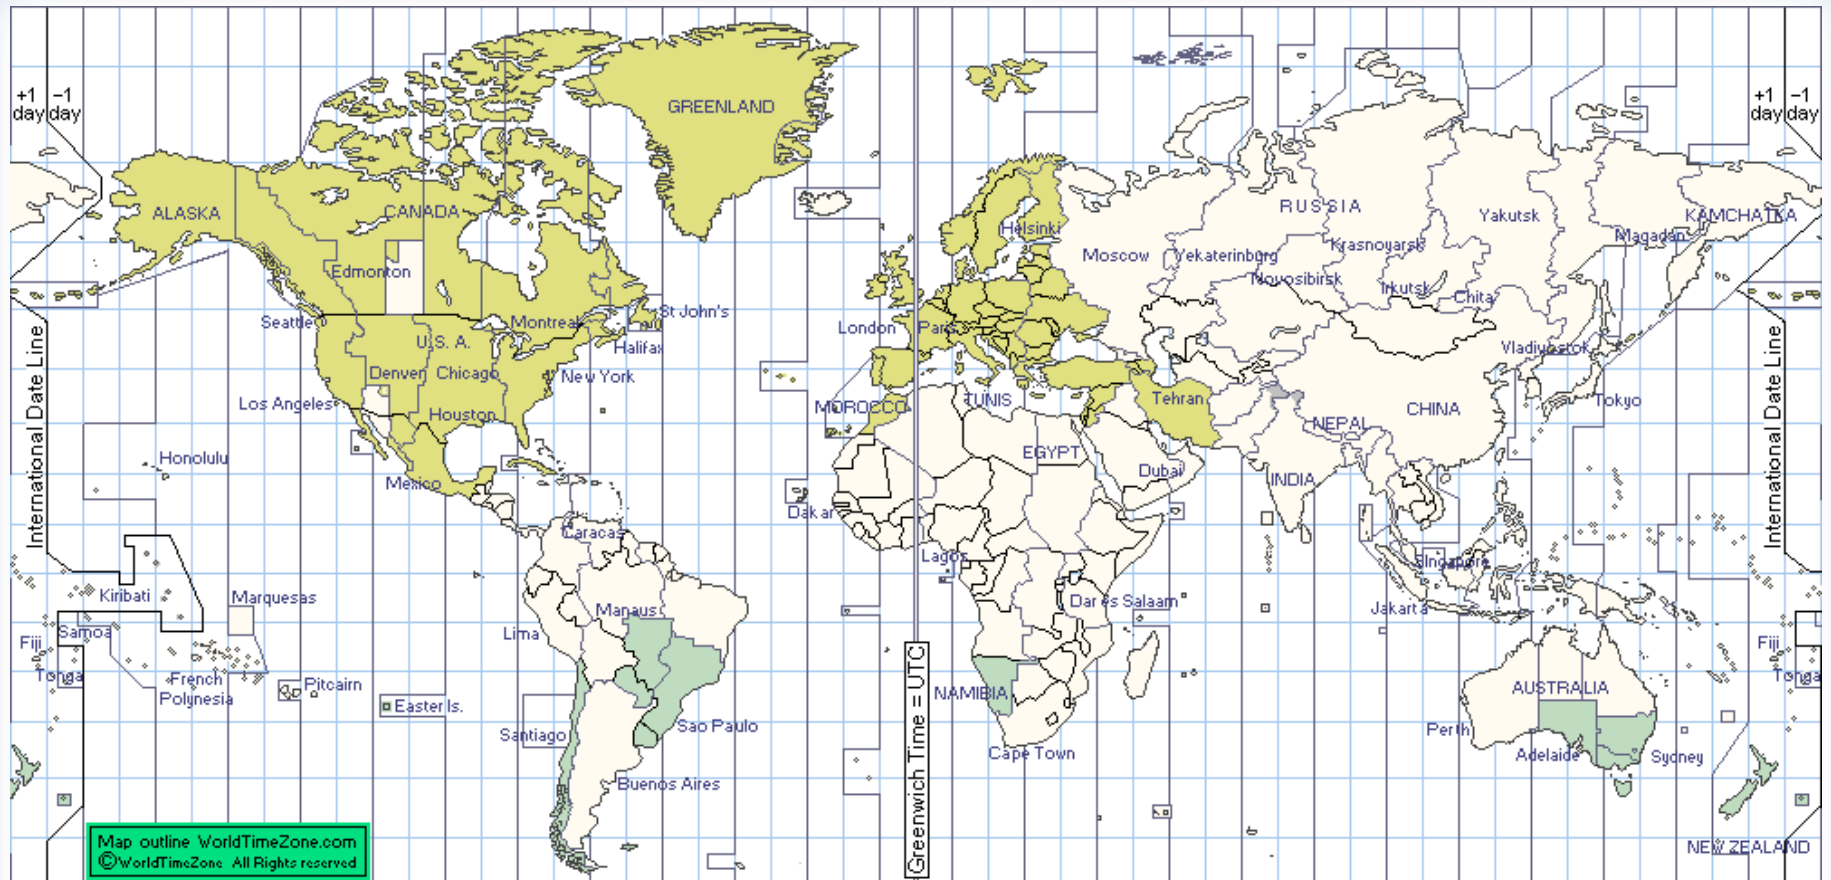 +1 −1
day day
+1 −1
day day
GREENLAND
ALASKA
CANADA
RUSSIA
Yakutsk
KAMCHATKA
Helsinki
Magadan
Moscow
Yekaterinburg
Krasnoyarsk
Edmonton
Novosibirsk
Irkutsk
Chita
St John's
Seattle
Montreal
London
Paris
U.S. A.
Halifax
Vladivostok
Denver
Chicago
New York
Tehran
Los Angeles
Houston
MOROCCO
TUNIS
CHINA
Tokyo
NEPAL
EGYPT
Honolulu
Dubai
Mexico
INDIA
Dakar
International Date Line
International Date Line
Caracas
Lagos
Singapore
Kiribati
Marquesas
Manaus
Dar es Salaam
Jakarta
Samoa
Lima
Fiji
Fiji
Tonga
Tonga
French
Polynesia
Pitcairn
NAMIBIA
AUSTRALIA
Easter Is.
Sao Paulo
Santiago
Perth
Cape Town
Adelaide
Sydney
Buenos Aires
Greenwich Time = UTC
NEW ZEALAND
Map outline WorldTimeZone.com
©WorldTimeZone All Rights reserved